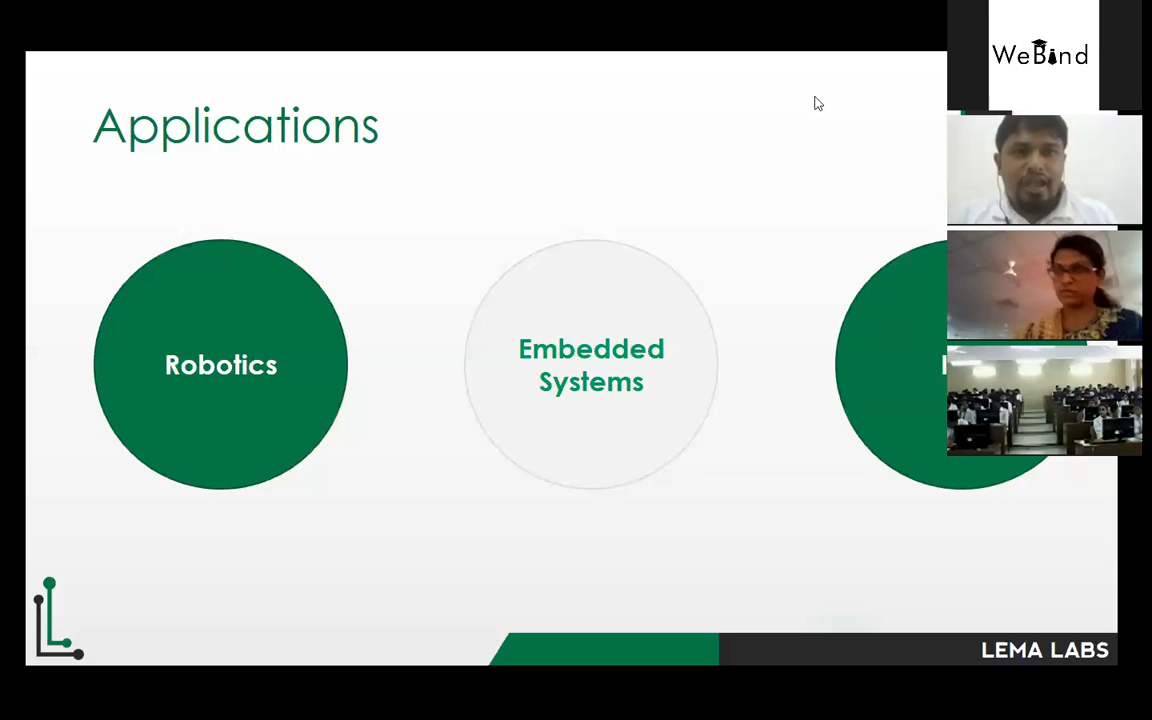 WeBind
Applications
Robotics
Embedded
Systems
LEMA LABS